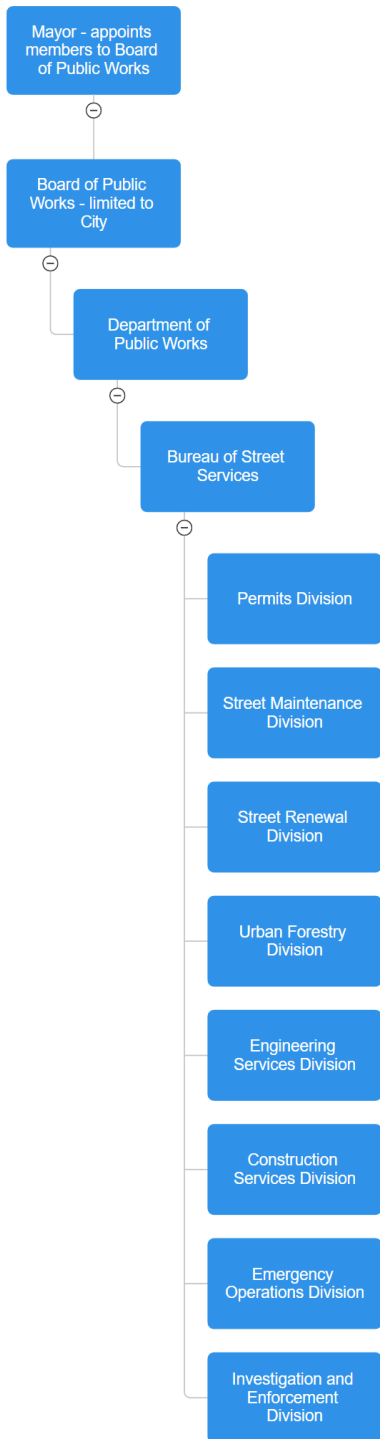 Mayor - appoints
members to Board
of Public Works
Board of Public
Works - limited to
City
Department of
Public Works
Bureau of Street
Services
Permits Division
Street Maintenance
Division
Street Renewal
Division
Urban Forestry
Division
Engineering
Services Division
Construction
Services Division
Emergency
Operations Division
Investigation and
Enforcement
Division